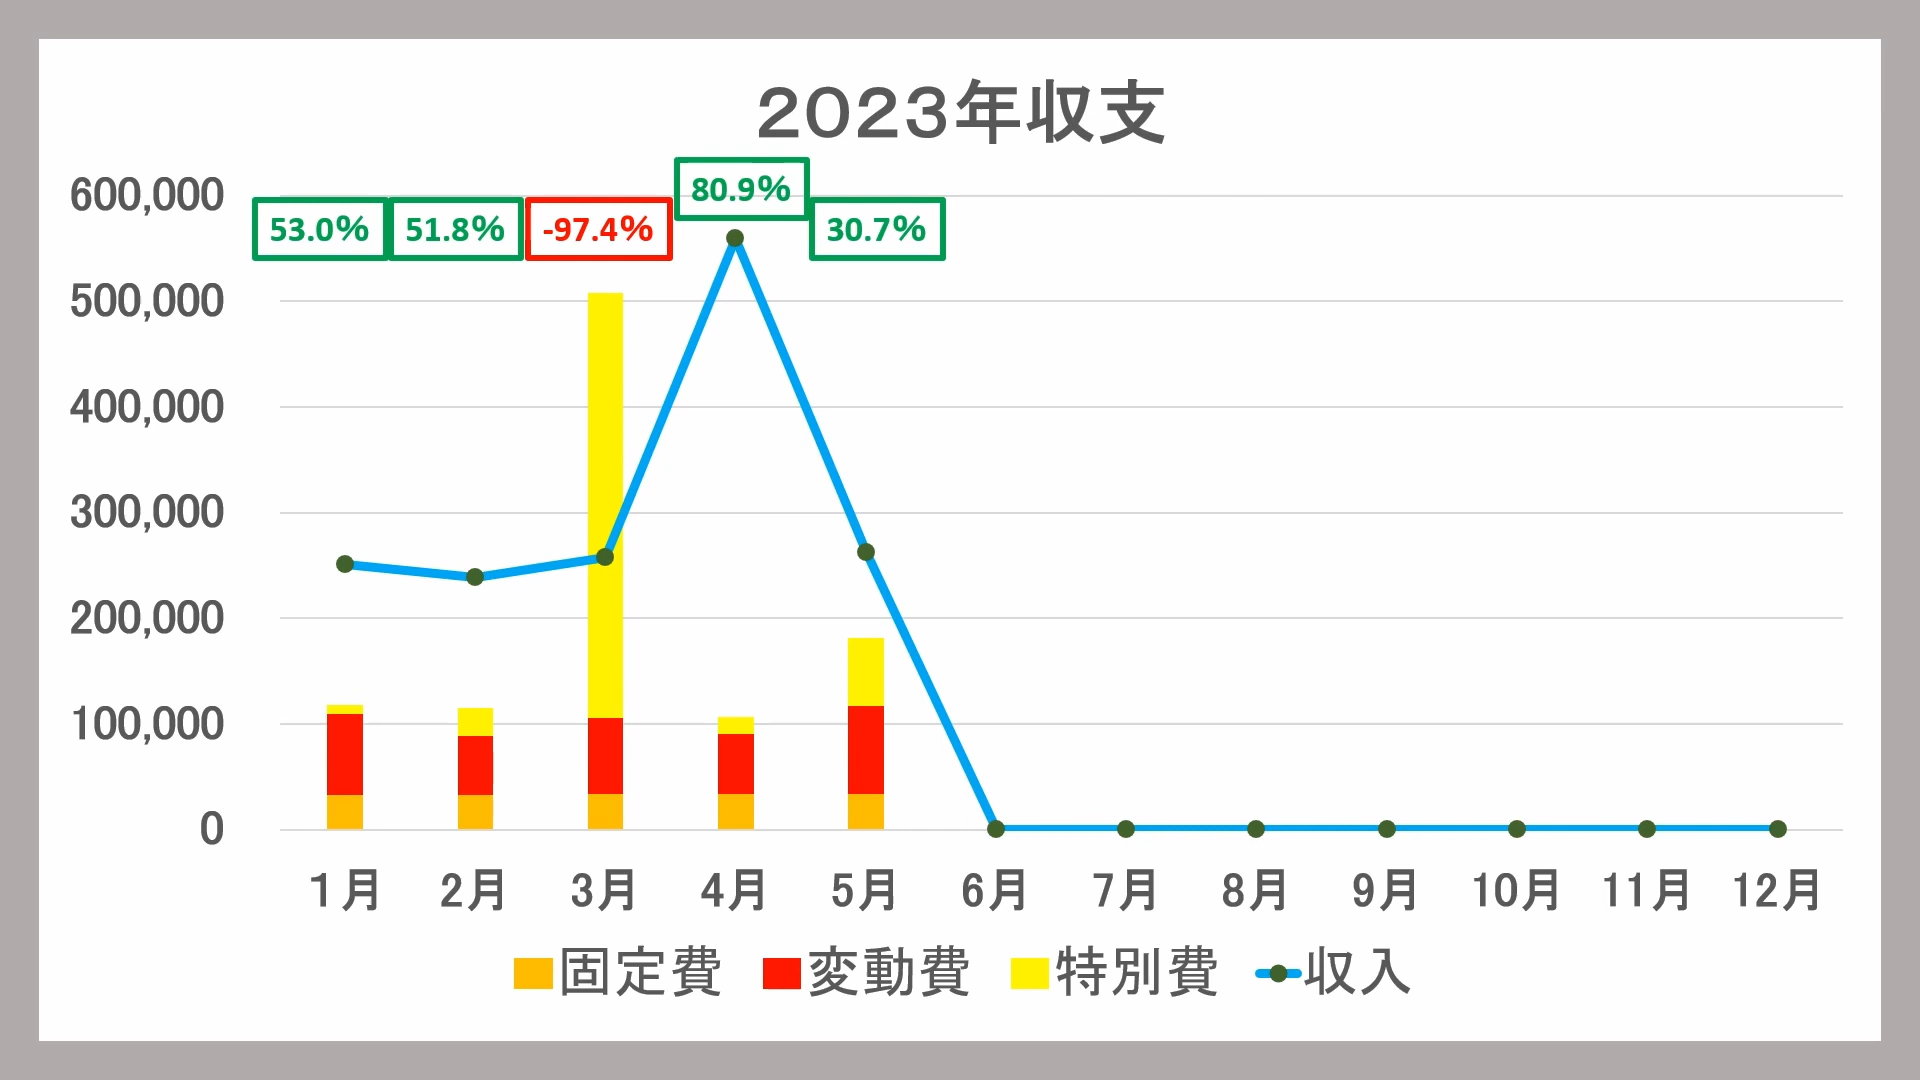 ２０２３年収支
80.9%
53.0% 51.8% -97.4% 30.7%
600,000
500,000
400,000
300,000
200,000
100,000
0
1月 2月 3月 4月 5月 6月 7月 8月 9月 10月 11月 12月
固定費 変動費 特別費 収入